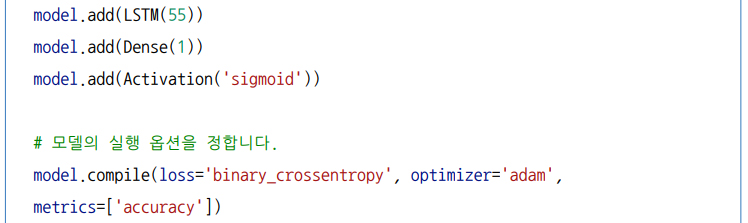 model.add(LSTM(55))
model.add(Dense(1))
model.add(Activation('sigmoid'))
# 모델의 실행 옵션을 정합니다.
model.compile(loss='binary_crossentropy', optimizer='adam',
metrics=['accuracy'])